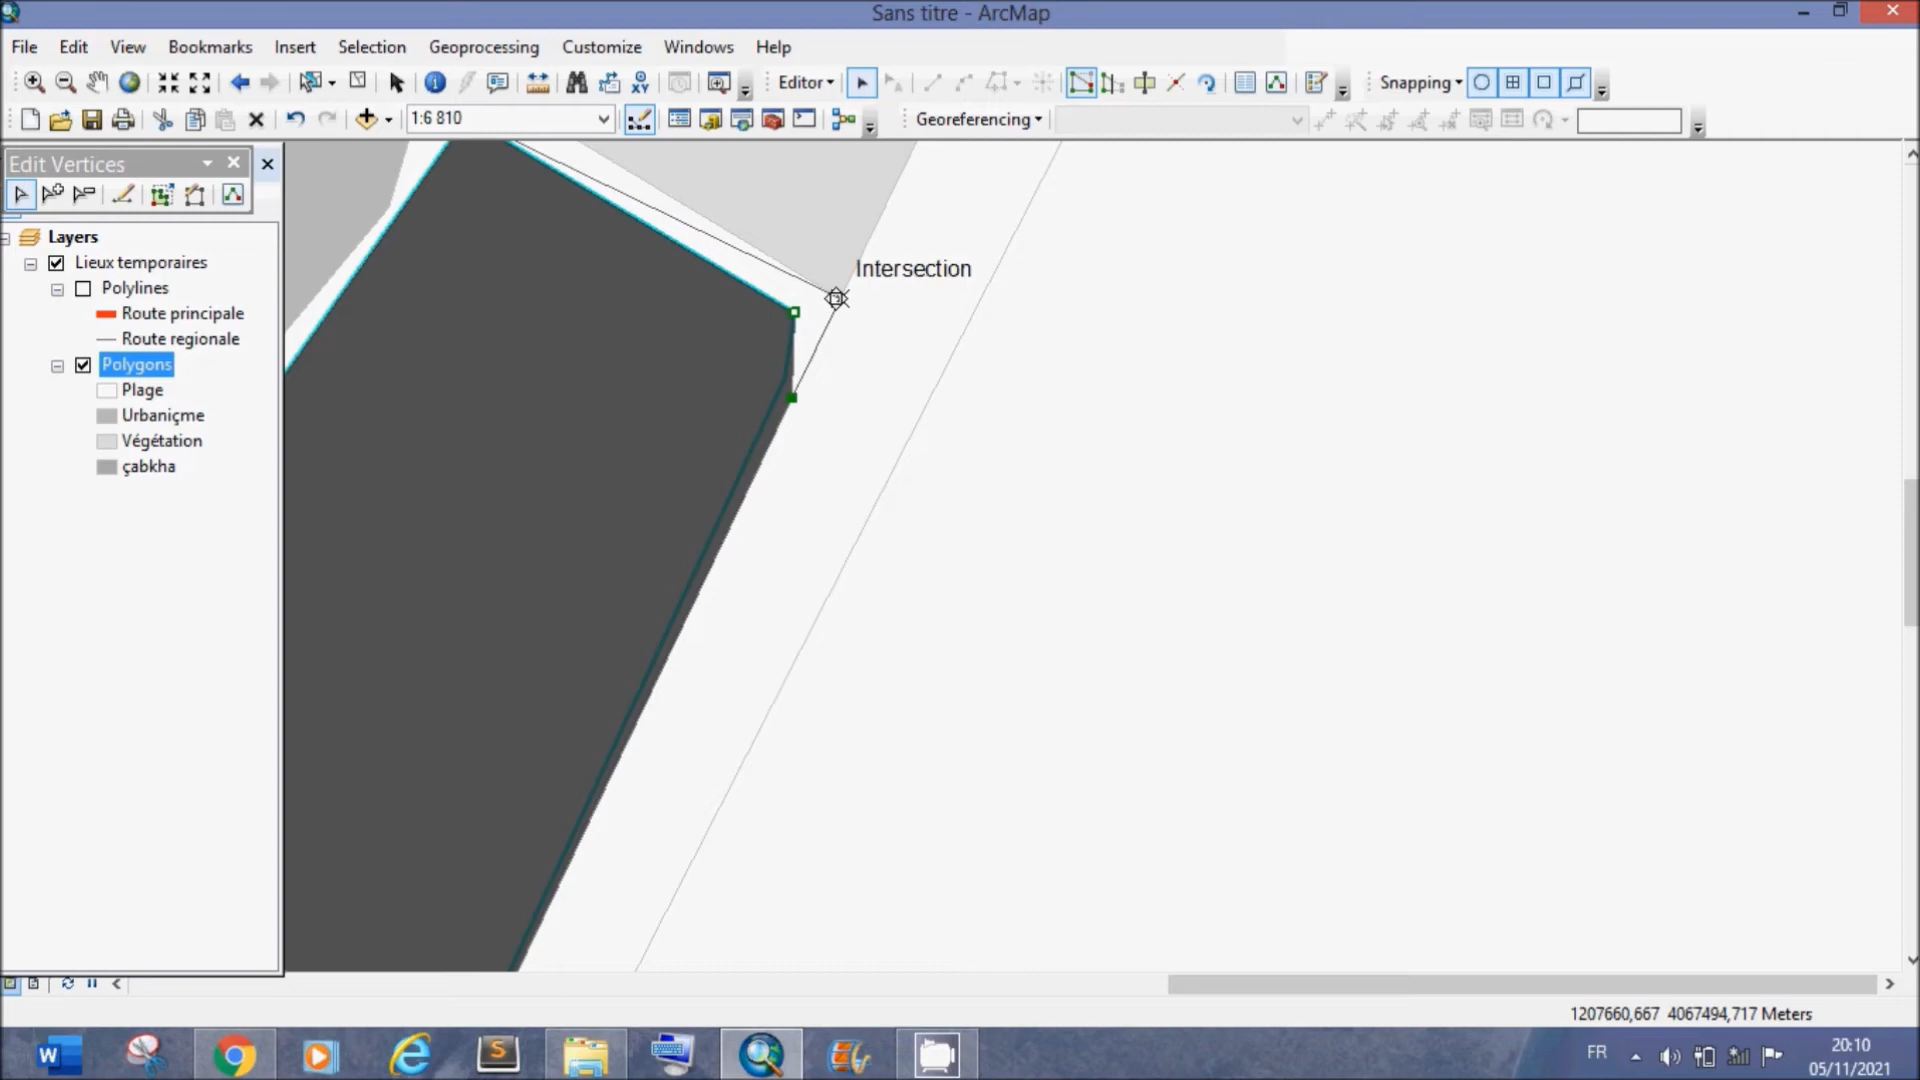 Sans titre - ArcMap
File Edit View Bookmarks Insert Selection Geoprocessing Customize Windows Help
Editor Snapping
1:6 810 Georeferencing
Edit Vertices
Layers
Lieux temporaires
Polylines
Route principale
Route regionale
Polygons
Plage
Urbaniçme
Végétation
çabkha
Intersection
1207660,667 4067494,717 Meters
FR 20:10
05/11/2021